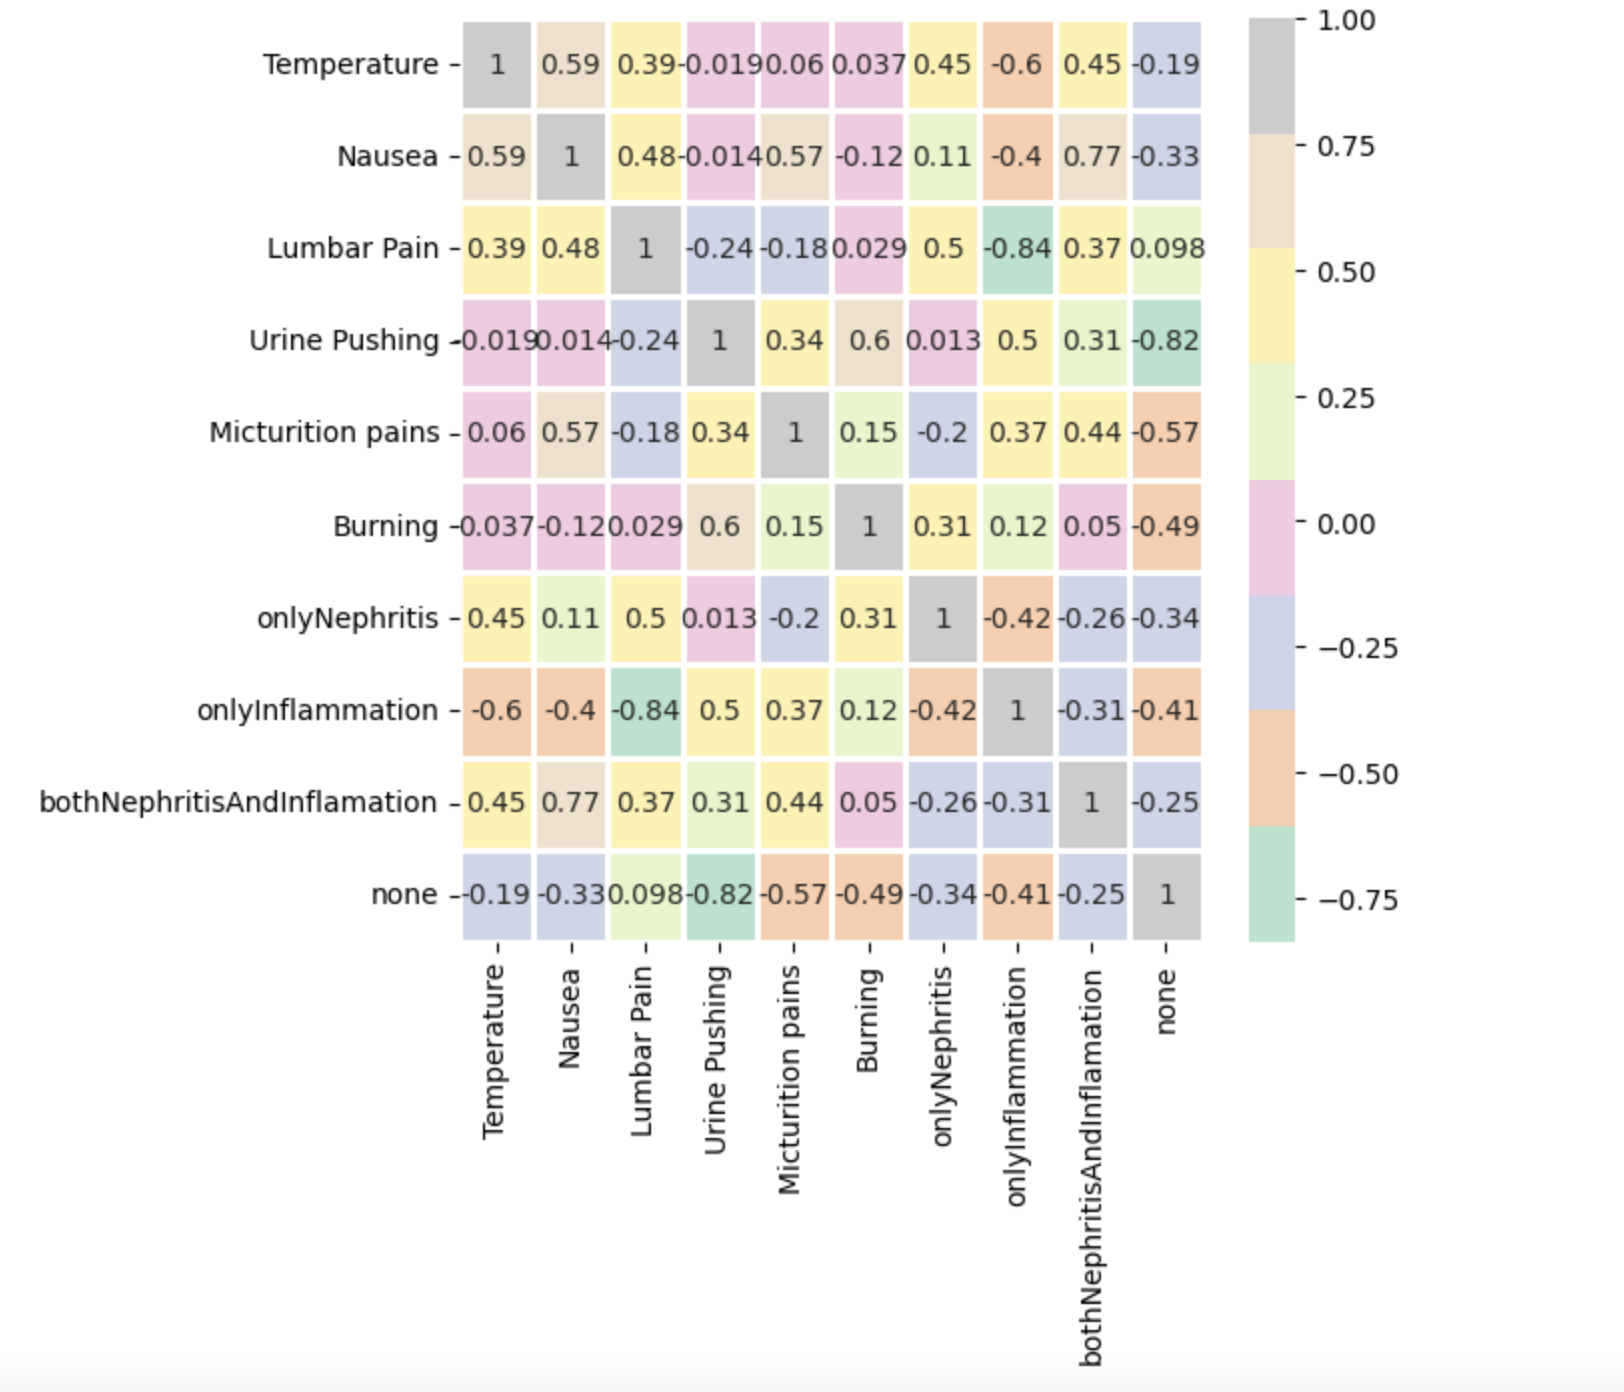 Temperature 1 0.59 0.39 -0.019 0.06 0.037 0.45 -0.6 0.45 -0.19
Nausea 0.59 1 0.48 -0.014 0.57 -0.12 0.11 -0.4 0.77 -0.33
Lumbar Pain 0.39 0.48 1 -0.24 -0.18 0.029 0.5 -0.84 0.37 0.098
Urine Pushing -0.019 -0.014 -0.24 1 0.34 0.6 0.013 0.5 0.31 -0.82
Micturition pains 0.06 0.57 -0.18 0.34 1 0.15 -0.2 0.37 0.44 -0.57
Burning 0.037 -0.12 0.029 0.6 0.15 1 0.31 0.12 0.05 -0.49
onlyNephritis 0.45 0.11 0.5 0.013 -0.2 0.31 1 -0.42 -0.26 -0.34
onlyInflammation -0.6 -0.4 -0.84 0.5 0.37 0.12 -0.42 1 -0.31 -0.41
bothNephritisAndInflamation 0.45 0.77 0.37 0.31 0.44 0.05 -0.26 -0.31 1 -0.25
none -0.19 -0.33 0.098 -0.82 -0.57 -0.49 -0.34 -0.41 -0.25 1
Temperature
Nausea
Lumbar Pain
Urine Pushing
Micturition pains
Burning
onlyNephritis
onlyInflammation
bothNephritisAndInflamation
none
1.00
0.75
0.50
0.25
0.00
−0.25
−0.50
−0.75